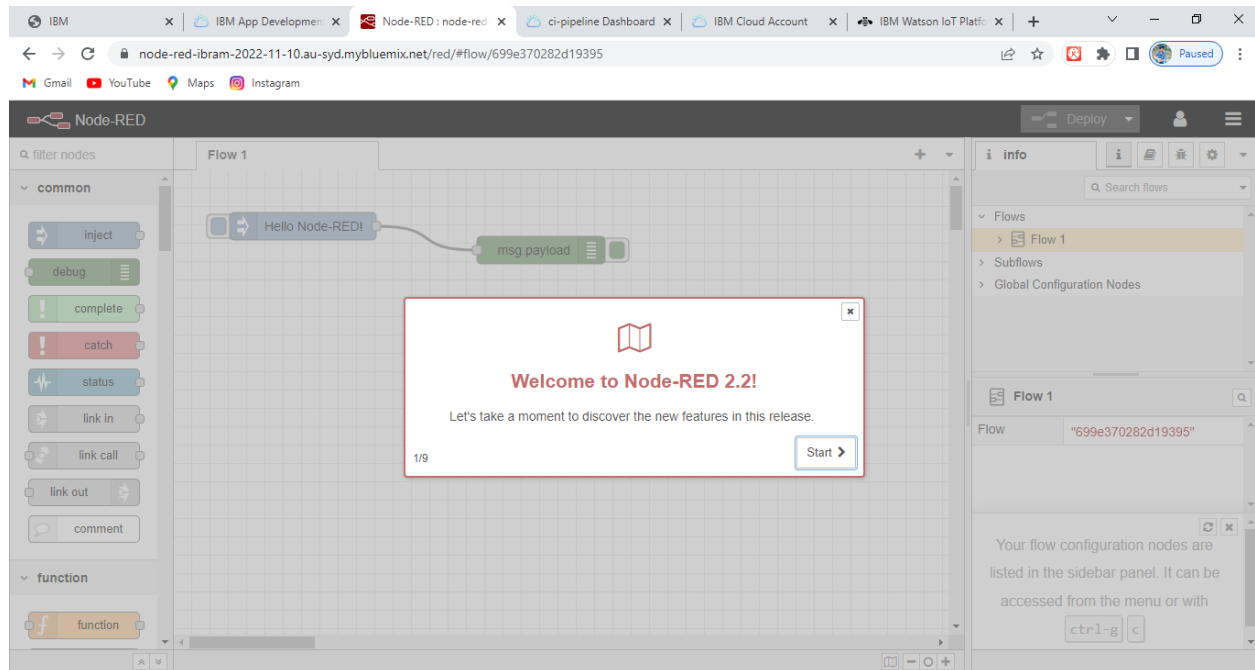 IBM
IBM App Developmen
Node-RED : node-red
ci-pipeline Dashboard
IBM Cloud Account
IBM Watson IoT Platfo
node-red-ibram-2022-11-10.au-syd.mybluemix.net/red/#flow/699e370282d19395
Paused
Gmail
YouTube
Maps
Instagram
Node-RED
Deploy
filter nodes
Flow 1
i info
i
common
Search flows
inject
debug
complete
catch
status
link in
link call
link out
comment
function
f function
Hello Node-RED!
msg.payload
Welcome to Node-RED 2.2!
Let's take a moment to discover the new features in this release.
1/9
Start
Flows
Flow 1
Subflows
Global Configuration Nodes
Flow 1
Flow "699e370282d19395"
Your flow configuration nodes are
listed in the sidebar panel. It can be
accessed from the menu or with
ctrl-g c